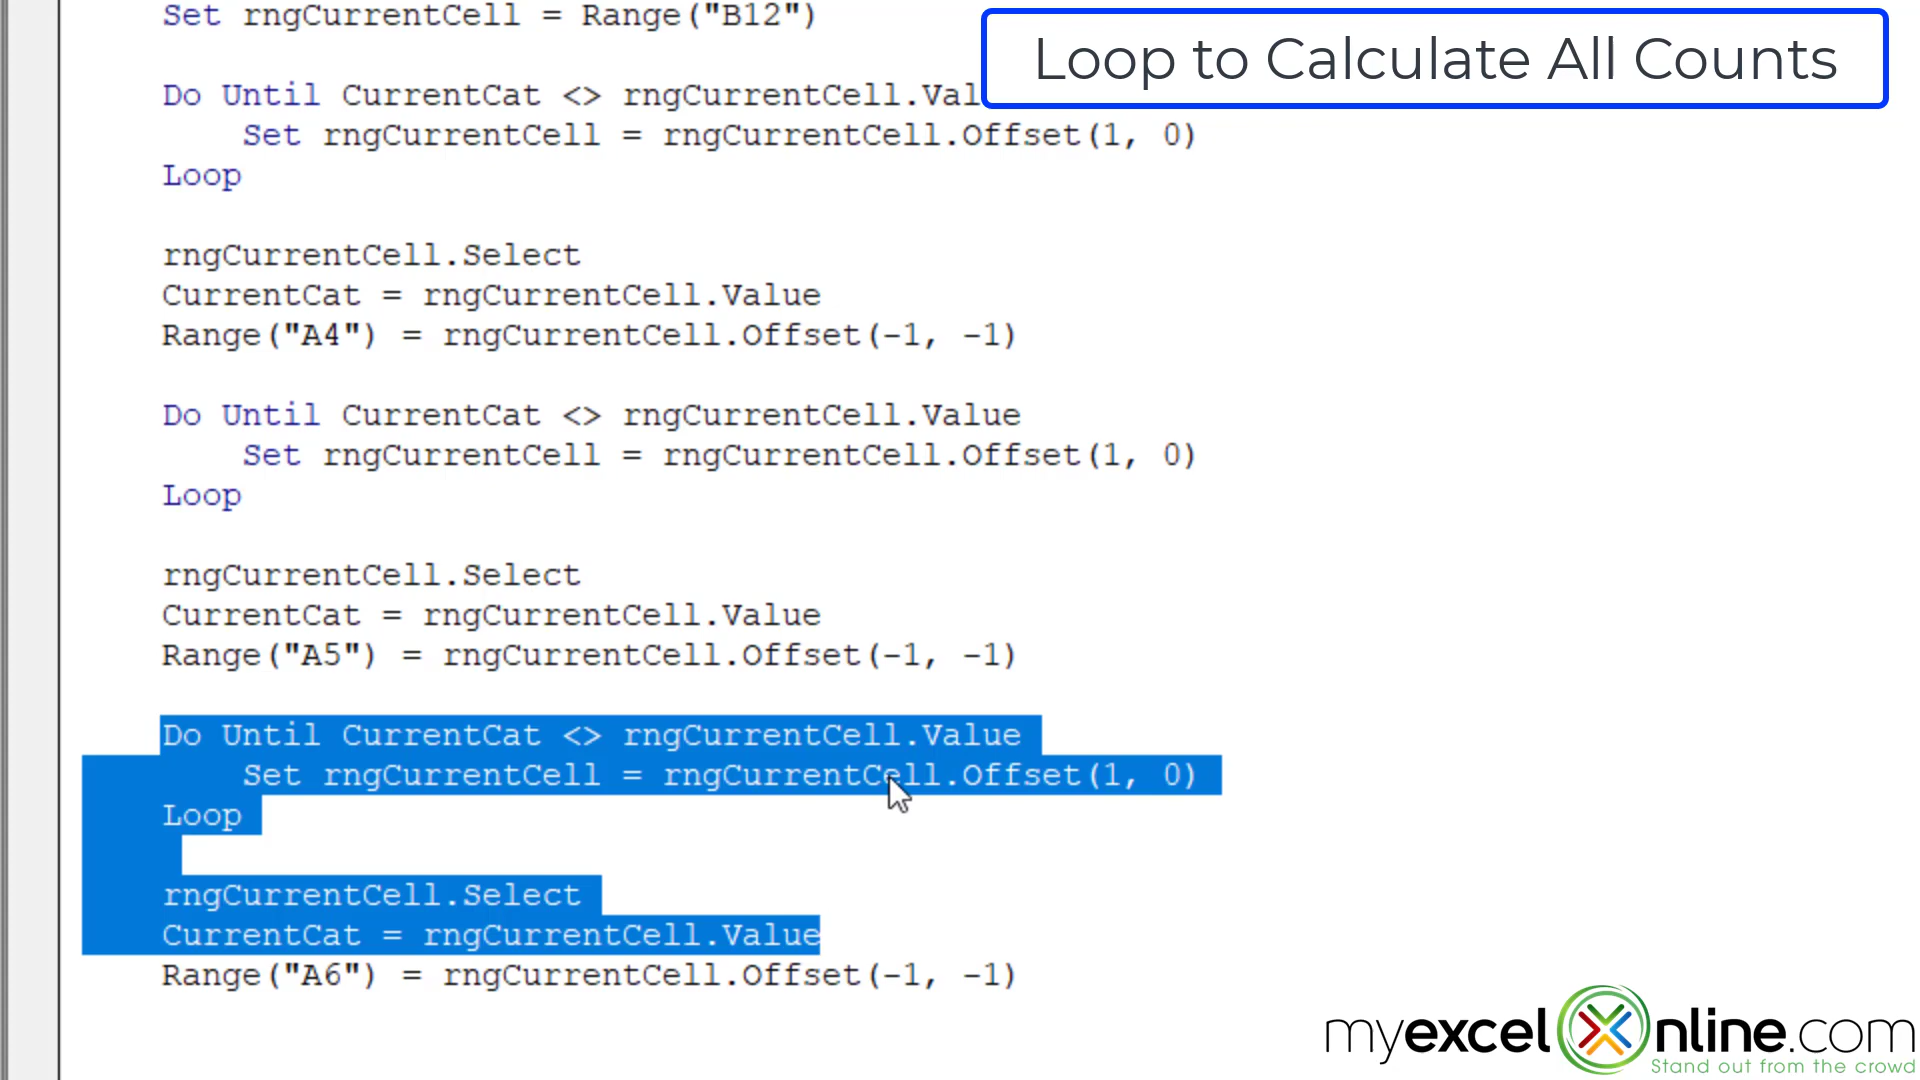 Set rngCurrentCell = Range("B12")
Loop to Calculate All Counts
Do Until CurrentCat <> rngCurrentCell.Val
Set rngCurrentCell = rngCurrentCell.Offset(1, 0)
Loop
rngCurrentCell.Select
CurrentCat = rngCurrentCell.Value
Range("A4") = rngCurrentCell.Offset(-1, -1)
Do Until CurrentCat <> rngCurrentCell.Value
Set rngCurrentCell = rngCurrentCell.Offset(1, 0)
Loop
rngCurrentCell.Select
CurrentCat = rngCurrentCell.Value
Range("A5") = rngCurrentCell.Offset(-1, -1)
Do Until CurrentCat <> rngCurrentCell.Value
Set rngCurrentCell = rngCurrentCell.Offset(1, 0)
Loop
rngCurrentCell.Select
CurrentCat = rngCurrentCell.Value
Range("A6") = rngCurrentCell.Offset(-1, -1)
myexcelOnline.com
Stand out from the crowd